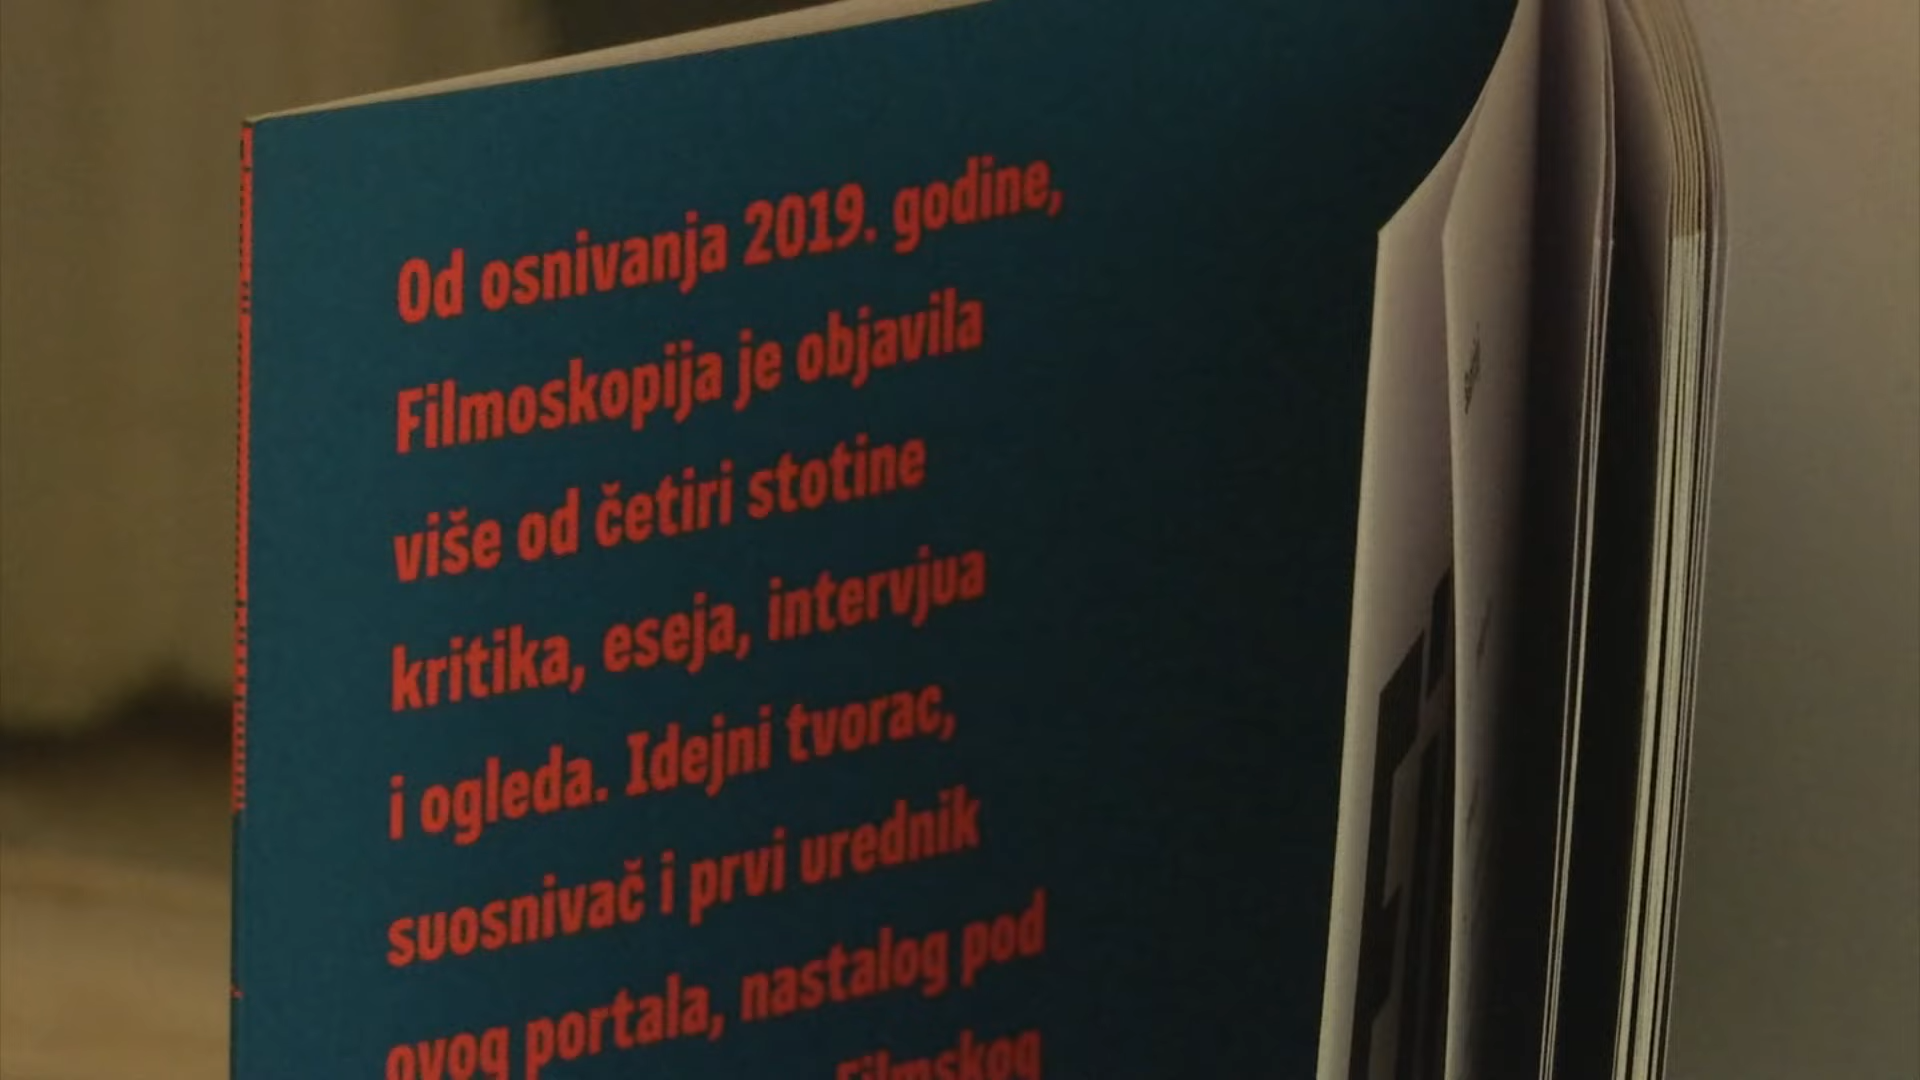 Od osnivanja 2019. godine,
Filmoskopija je objavila
više od četiri stotine
kritika, eseja, intervjua
i ogleda. Idejni tvorac,
suosnivač i prvi urednik
ovog portala, nastalog pod
Filmskog